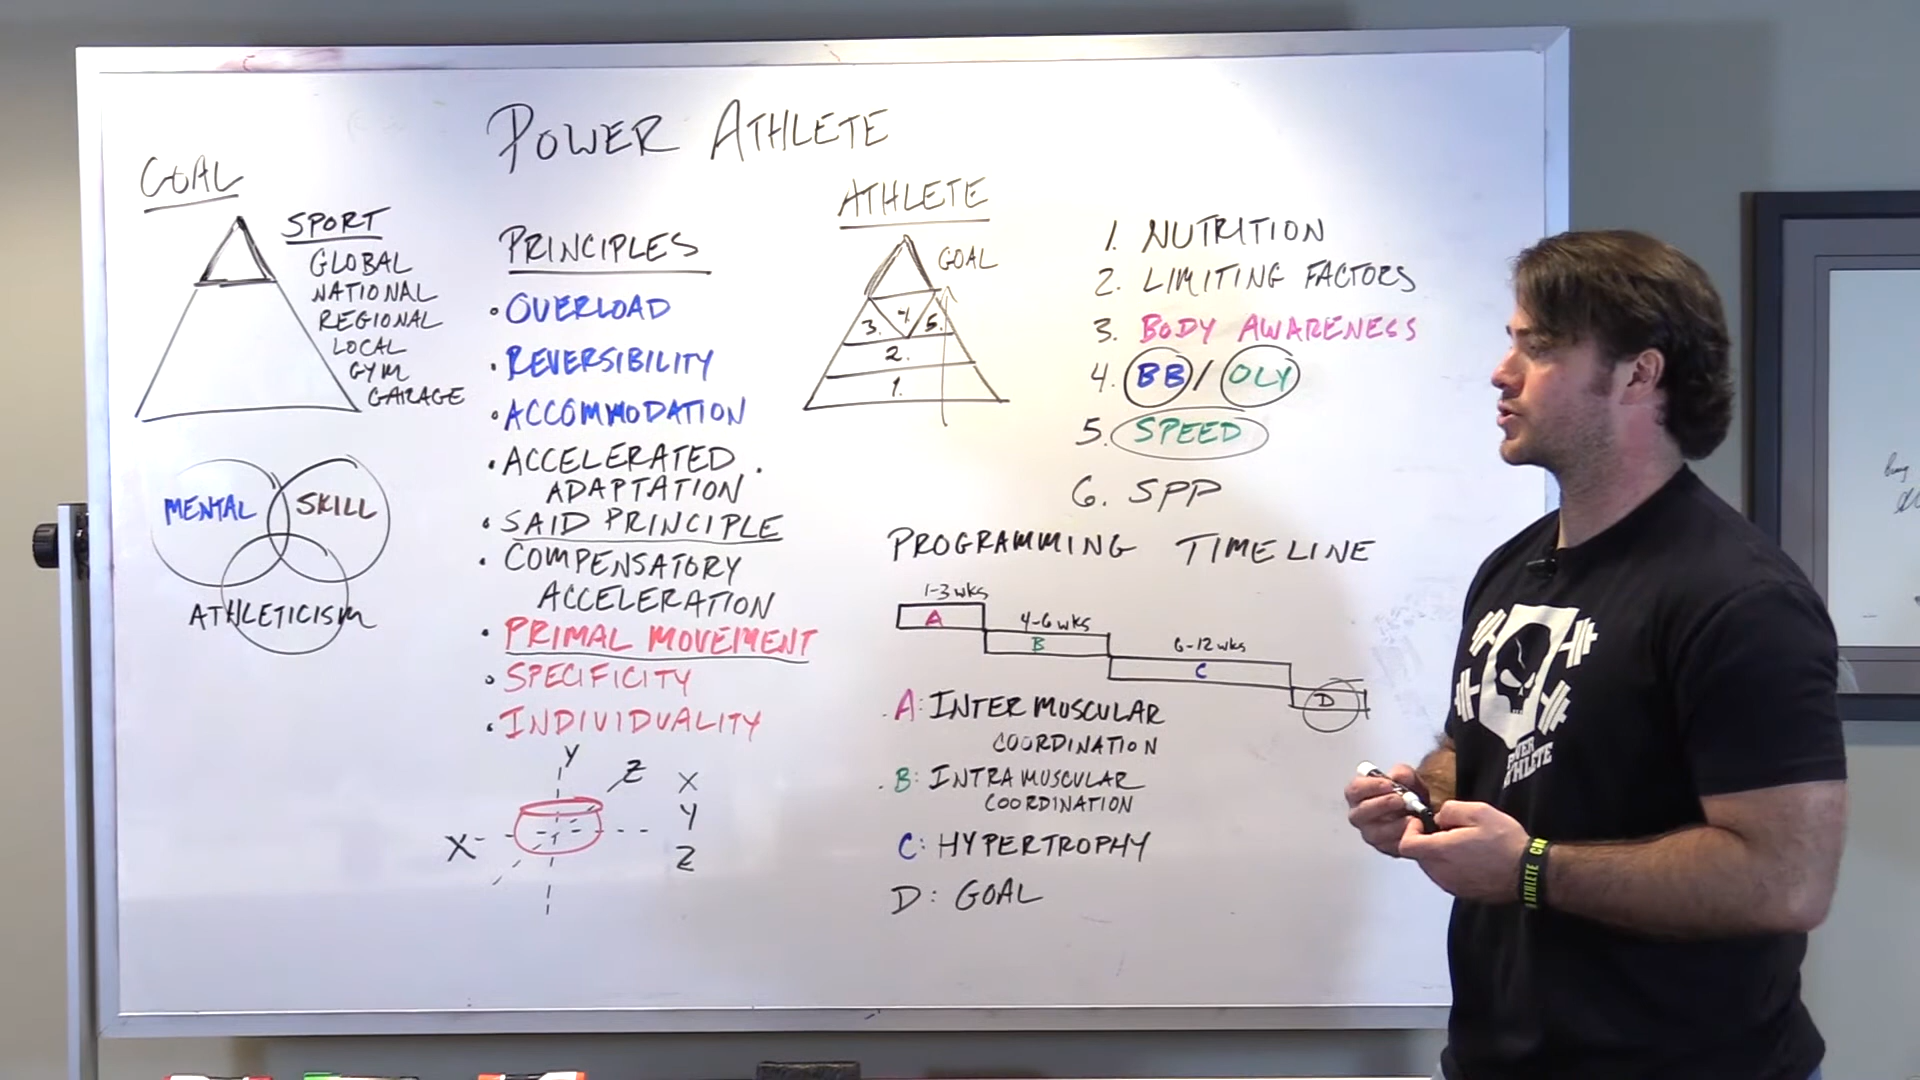 POWER ATHLETE
GOAL
SPORT
GLOBAL
NATIONAL
REGIONAL
LOCAL
GYM
GARAGE
MENTAL
SKILL
ATHLETICISM
PRINCIPLES
• OVERLOAD
• REVERSIBILITY
• ACCOMMODATION
• ACCELERATED
ADAPTATION
• SAID PRINCIPLE
• COMPENSATORY
ACCELERATION
• PRIMAL MOVEMENT
• SPECIFICITY
• INDIVIDUALITY
Y
Z
X
X
Y
Z
ATHLETE
GOAL
3. 4. 5.
2.
1.
1. NUTRITION
2. LIMITING FACTORS
3. BODY AWARENESS
4. BB / OLY
5. SPEED
6. SPP
PROGRAMMING TIMELINE
1-3 wks
A
4-6 wks
B
6-12 wks
C
D
A: INTER MUSCULAR
COORDINATION
B: INTRA MUSCULAR
COORDINATION
C: HYPERTROPHY
D: GOAL
POWER
ATHLETE
ATHLETE